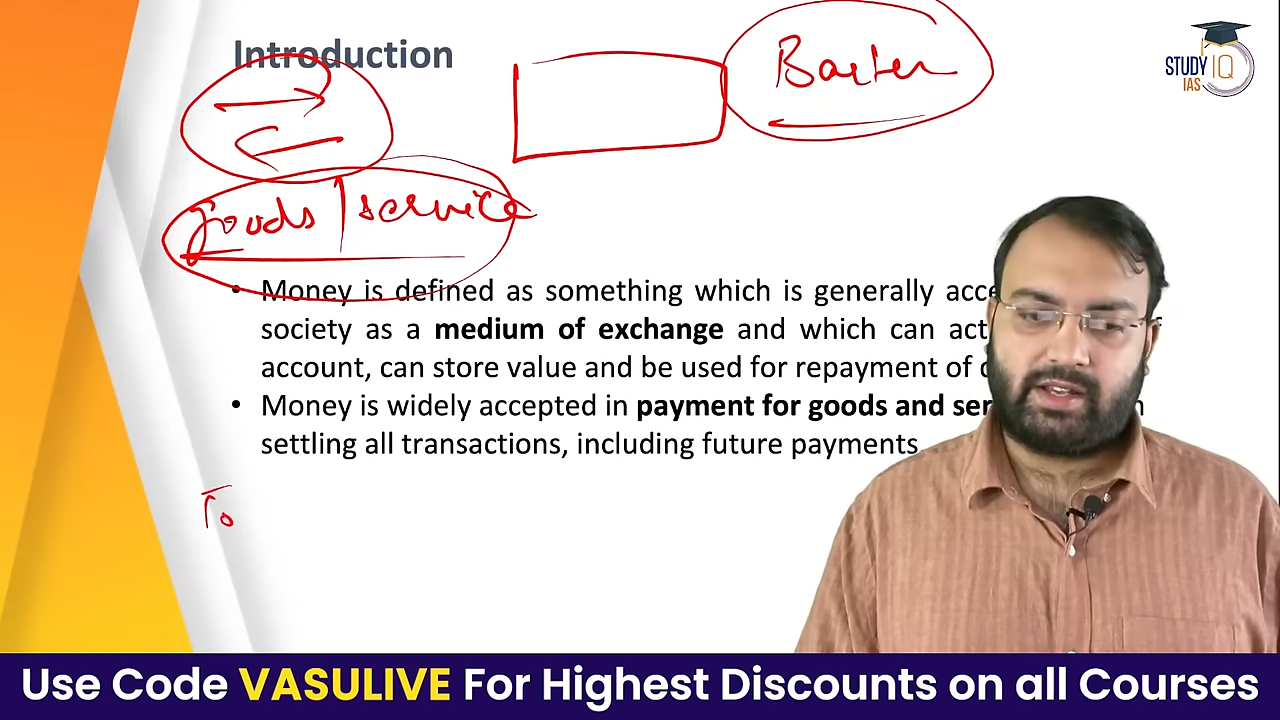 Introduction
Barter
STUDY IQ
IAS
Goods | service
• Money is defined as something which is generally
society as a medium of exchange and which can act
account, can store value and be used for repayment of
• Money is widely accepted in payment for goods and
settling all transactions, including future payments
To
Use Code VASULIVE For Highest Discounts on all Courses